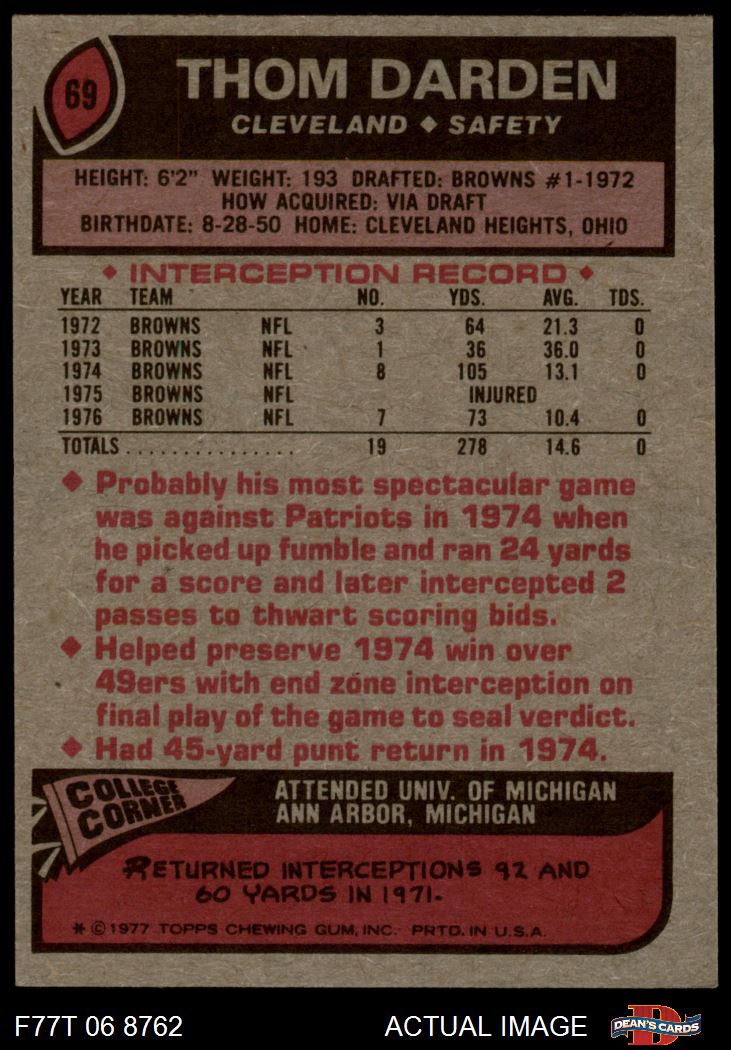 69
THOM DARDEN
CLEVELAND ◆ SAFETY
HEIGHT: 6'2" WEIGHT: 193 DRAFTED: BROWNS #1-1972
HOW ACQUIRED: VIA DRAFT
BIRTHDATE: 8-28-50 HOME: CLEVELAND HEIGHTS, OHIO
◆ INTERCEPTION RECORD ◆
YEAR TEAM NO. YDS. AVG. TDS.
1972 BROWNS NFL 3 64 21.3 0
1973 BROWNS NFL 1 36 36.0 0
1974 BROWNS NFL 8 105 13.1 0
1975 BROWNS NFL INJURED
1976 BROWNS NFL 7 73 10.4 0
TOTALS................ 19 278 14.6 0
◆ Probably his most spectacular game
was against Patriots in 1974 when
he picked up fumble and ran 24 yards
for a score and later intercepted 2
passes to thwart scoring bids.
◆ Helped preserve 1974 win over
49ers with end zone interception on
final play of the game to seal verdict.
◆ Had 45-yard punt return in 1974.
COLLEGE
CORNER
ATTENDED UNIV. OF MICHIGAN
ANN ARBOR, MICHIGAN
RETURNED INTERCEPTIONS 92 AND
60 YARDS IN 1971.
* © 1977 TOPPS CHEWING GUM, INC. PRTD. IN U.S.A.
F77T 06 8762 ACTUAL IMAGE
D
DEAN'S CARDS